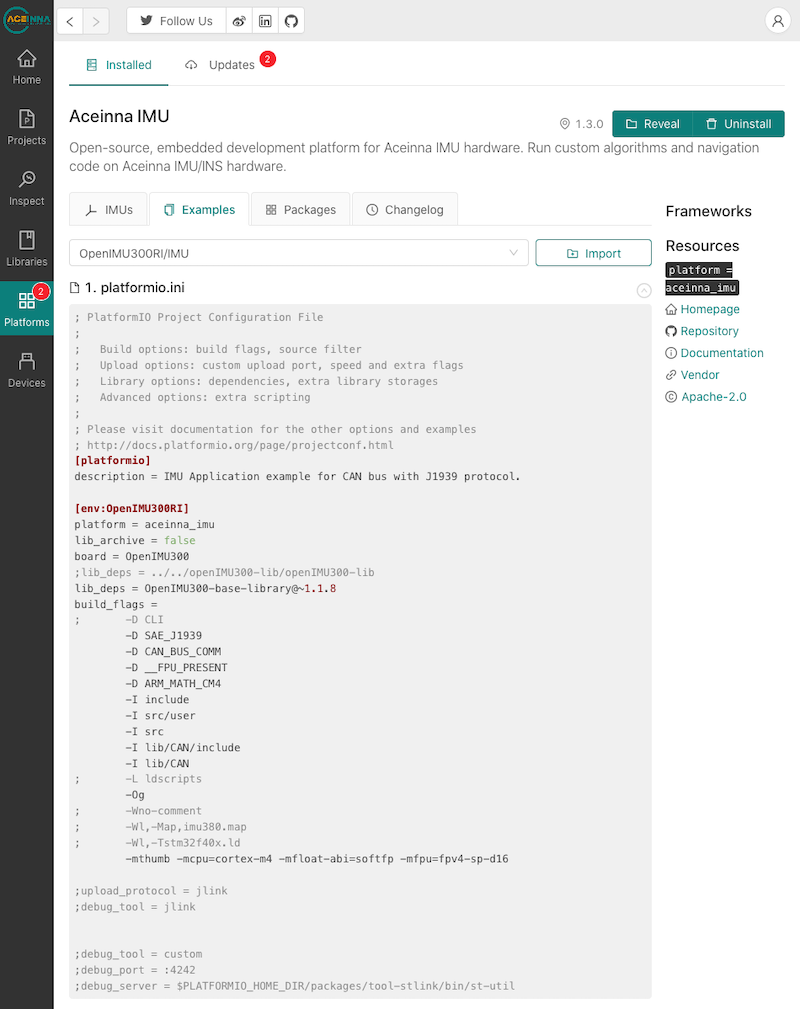 ACEINNA
Follow Us
Home
Projects
Inspect
Libraries
2
Platforms
Devices
Installed
Updates
2
Aceinna IMU
1.3.0
Reveal
Uninstall
Open-source, embedded development platform for Aceinna IMU hardware. Run custom algorithms and navigation
code on Aceinna IMU/INS hardware.
IMUs
Examples
Packages
Changelog
OpenIMU300RI/IMU
Import
1. platformio.ini
; PlatformIO Project Configuration File
;
;   Build options: build flags, source filter
;   Upload options: custom upload port, speed and extra flags
;   Library options: dependencies, extra library storages
;   Advanced options: extra scripting
;
; Please visit documentation for the other options and examples
; http://docs.platformio.org/page/projectconf.html
[platformio]
description = IMU Application example for CAN bus with J1939 protocol.
[env:OpenIMU300RI]
platform = aceinna_imu
lib_archive = false
board = OpenIMU300
;lib_deps = ../../openIMU300-lib/openIMU300-lib
lib_deps = OpenIMU300-base-library@~1.1.8
build_flags =
;       -D CLI
        -D SAE_J1939
        -D CAN_BUS_COMM
        -D __FPU_PRESENT
        -D ARM_MATH_CM4
        -I include
        -I src/user
        -I src
        -I lib/CAN/include
        -I lib/CAN
;       -L ldscripts
        -Og
;       -Wno-comment
;       -Wl,-Map,imu380.map
;       -Wl,-Tstm32f40x.ld
        -mthumb -mcpu=cortex-m4 -mfloat-abi=softfp -mfpu=fpv4-sp-d16
;upload_protocol = jlink
;debug_tool = jlink
;debug_tool = custom
;debug_port = :4242
;debug_server = $PLATFORMIO_HOME_DIR/packages/tool-stlink/bin/st-util
Frameworks
Resources
platform =
aceinna_imu
Homepage
Repository
Documentation
Vendor
Apache-2.0